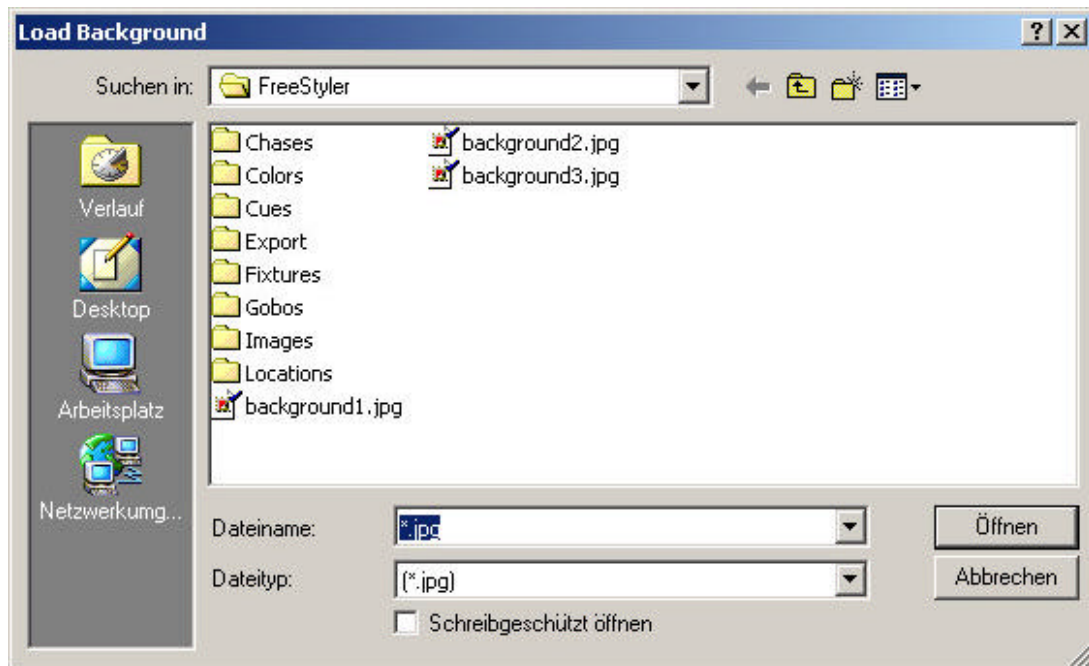 Load Background
Suchen in: FreeStyler
Verlauf
Desktop
Arbeitsplatz
Netzwerkumg...
Chases
Colors
Cues
Export
Fixtures
Gobos
Images
Locations
background1.jpg
background2.jpg
background3.jpg
Dateiname: *.jpg Öffnen
Dateityp: (*.jpg) Abbrechen
Schreibgeschützt öffnen